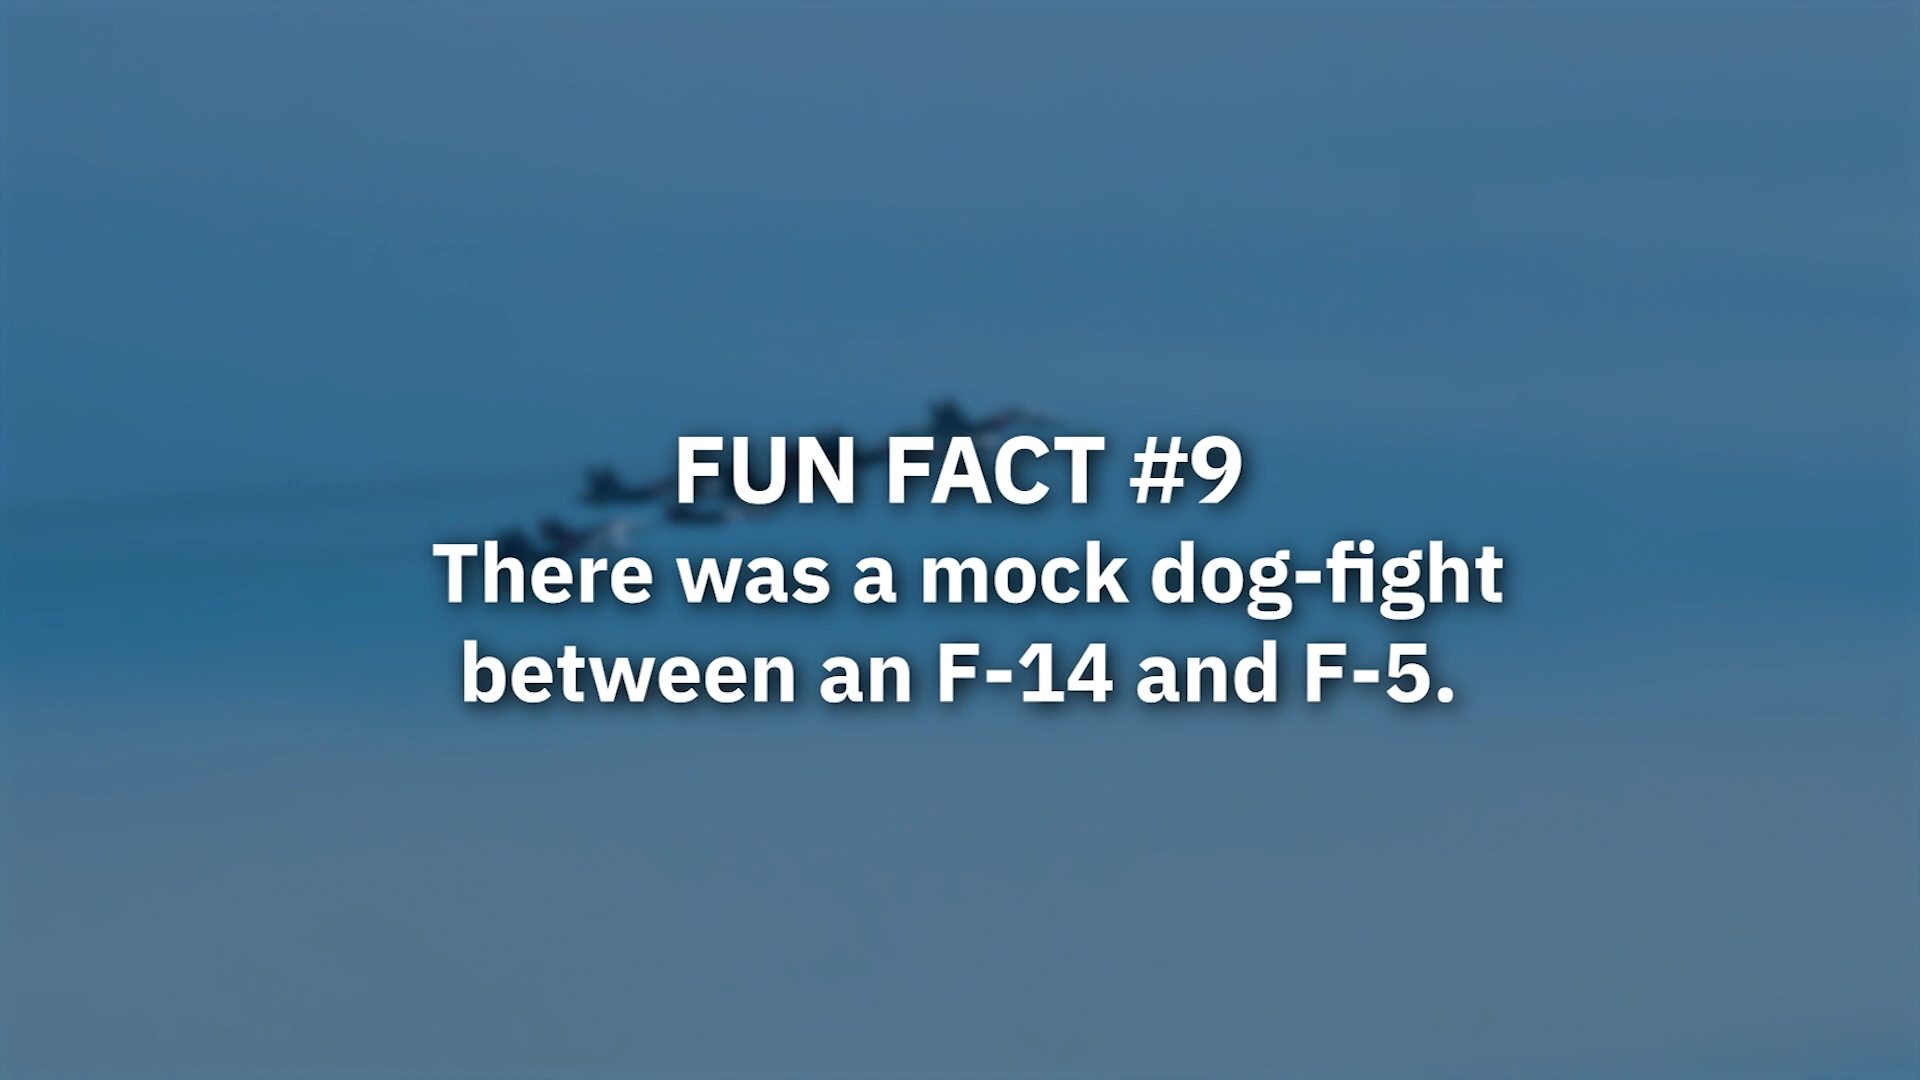 FUN FACT #9
There was a mock dog-fight
between an F-14 and F-5.